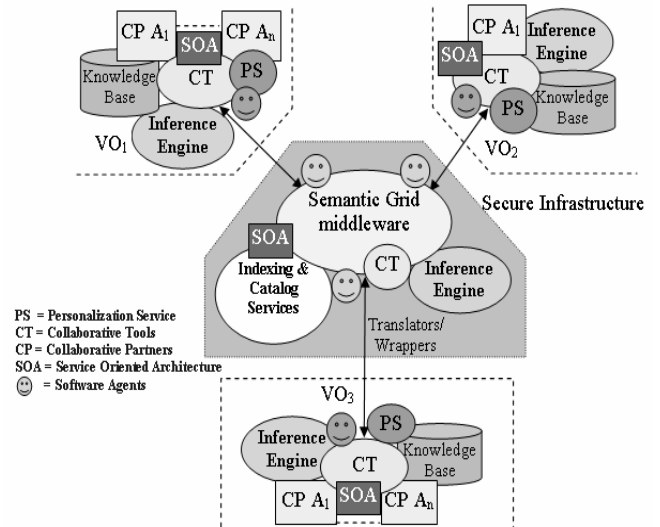 CP A1
CP An
SOA
Knowledge
Base
CT
PS
Inference
Engine
VO1
CP A1
Inference
Engine
SOA
CT
Knowledge
Base
PS
VO2
Secure Infrastructure
Semantic Grid
middleware
SOA
Indexing &
Catalog
Services
CT
Inference
Engine
Translators/
Wrappers
PS = Personalization Service
CT = Collaborative Tools
CP = Collaborative Partners
SOA = Service Oriented Architecture
= Software Agents
VO3
PS
Inference
Engine
CT
Knowledge
Base
CP A1
SOA
CP An